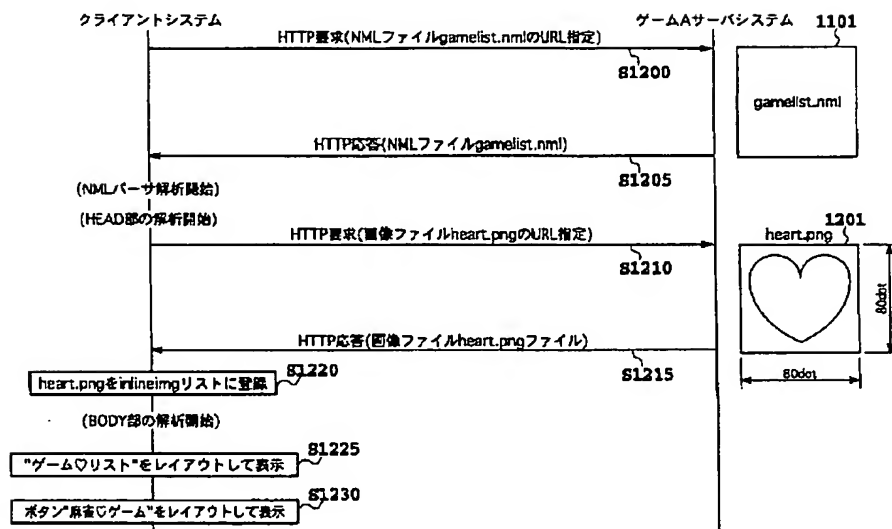 クライアントシステム
ゲームAサーバシステム
1101
HTTP要求(NMLファイルgamelist.nmlのURL指定)
S1200
gamelist.nml
HTTP応答(NMLファイルgamelist.nml)
S1205
(NMLパーサ解析開始)
(HEAD部の解析開始)
HTTP要求(画像ファイルheart.pngのURL指定)
S1210
1201
heart.png
80dot
HTTP応答(画像ファイルheart.pngファイル)
S1215
80dot
S1220
heart.pngをinlineimgリストに登録
(BODY部の解析開始)
S1225
"ゲーム♡リスト"をレイアウトして表示
S1230
ボタン"麻雀♡ゲーム"をレイアウトして表示